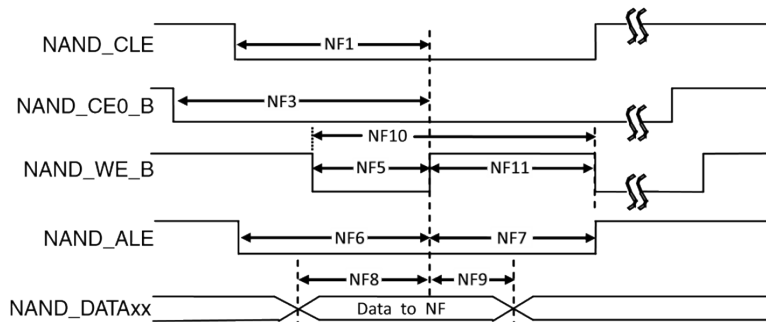 NAND_CLE
NF1
NAND_CE0_B
NF3
NF10
NAND_WE_B
NF5
NF11
NAND_ALE
NF6
NF7
NF8
NF9
NAND_DATAxx
Data to NF